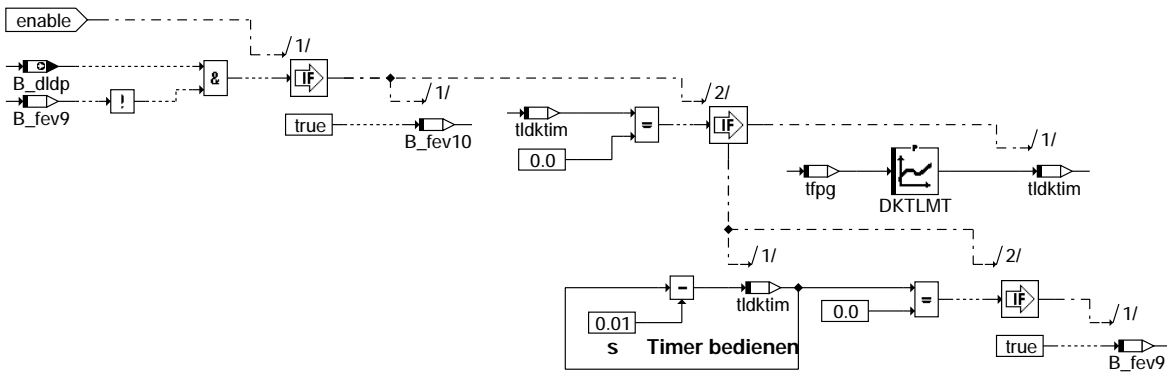 enable
/1/
B_dldp
&
IF
/1/
/2/
B_fev9
!
true
B_fev10
tldktim
=
IF
0.0
/1/
tfpg
DKTLMT
tldktim
/1/
/2/
-
tldktim
=
IF
0.01
0.0
/1/
s Timer bedienen
true
B_fev9